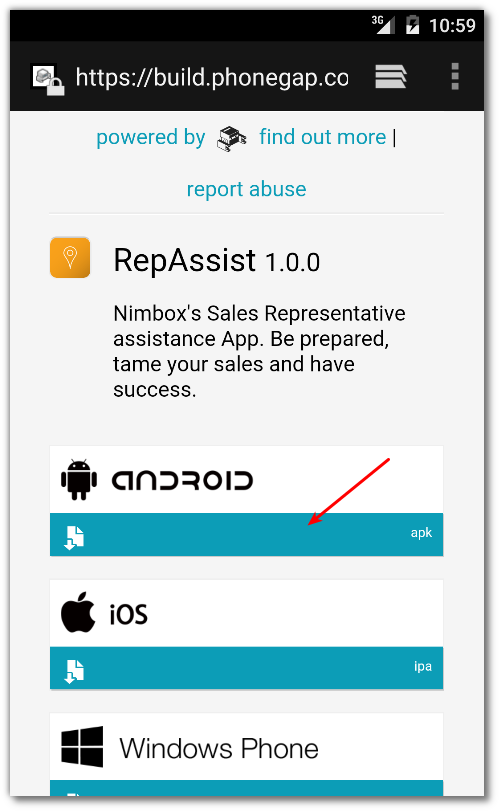 3G 10:59
https://build.phonegap.co
powered by find out more |
report abuse
RepAssist 1.0.0
Nimbox's Sales Representative
assistance App. Be prepared,
tame your sales and have
success.
ANDROID
apk
iOS
ipa
Windows Phone